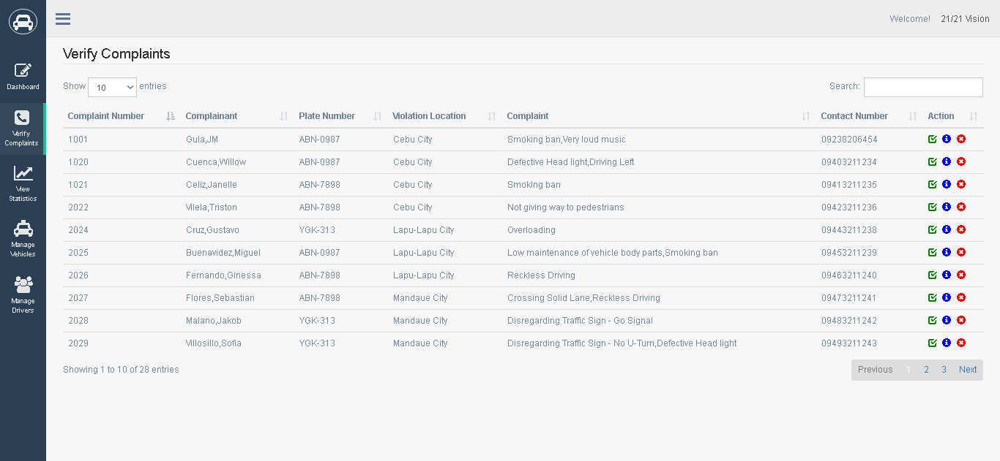 Welcome! 21/21 Vision
Dashboard
Verify
Complaints
View
Statistics
Manage
Vehicles
Manage
Drivers
Verify Complaints
Show 10 entries Search:
Complaint Number Complainant Plate Number Violation Location Complaint Contact Number Action
1001 Gula,JM ABN-0987 Cebu City Smoking ban,Very loud music 09238206454
1020 Cuenca,Willow ABN-0987 Cebu City Defective Head light,Driving Left 09403211234
1021 Celiz,Janelle ABN-7898 Cebu City Smoking ban 09413211235
2022 Vilela,Triston ABN-7898 Cebu City Not giving way to pedestrians 09423211236
2024 Cruz,Gustavo YGK-313 Lapu-Lapu City Overloading 09443211238
2025 Buenavidez,Miguel ABN-0987 Lapu-Lapu City Low maintenance of vehicle body parts,Smoking ban 09453211239
2026 Fernando,Ginessa ABN-7898 Lapu-Lapu City Reckless Driving 09463211240
2027 Flores,Sebastian ABN-7898 Mandaue City Crossing Solid Lane,Reckless Driving 09473211241
2028 Malano,Jakob YGK-313 Mandaue City Disregarding Traffic Sign - Go Signal 09483211242
2029 Villosillo,Sofia YGK-313 Mandaue City Disregarding Traffic Sign - No U-Turn,Defective Head light 09493211243
Showing 1 to 10 of 28 entries Previous 1 2 3 Next